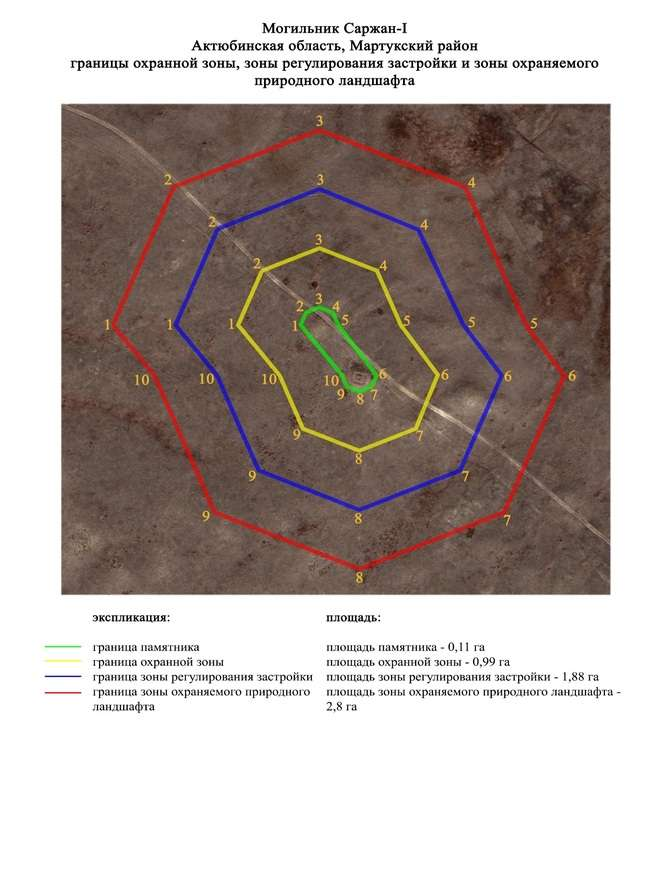 Могильник Саржан-I
Актюбинская область, Мартукский район
границы охранной зоны, зоны регулирования застройки и зоны охраняемого
природного ландшафта
3
2
4
3
2
4
3
2
4
2
3
4
1
1
1
1
5
5
5
5
10
10
10
10
6
6
6
6
9
8
7
9
7
8
9
7
8
9
7
8
экспликация:
площадь:
граница памятника
площадь памятника - 0,11 га
граница охранной зоны
площадь охранной зоны - 0,99 га
граница зоны регулирования застройки
площадь зоны регулирования застройки - 1,88 га
граница зоны охраняемого природного
площадь зоны охраняемого природного ландшафта -
ландшафта
2,8 га